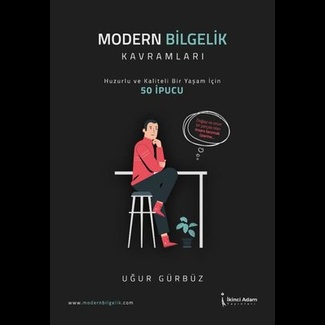 MODERN BİLGELİK
KAVRAMLARI
Huzurlu ve Kaliteli Bir Yaşam İçin
50 İPUCU
UĞUR GÜRBÜZ
www.modernbilgelik.com
İkinci Adam
Yayınları